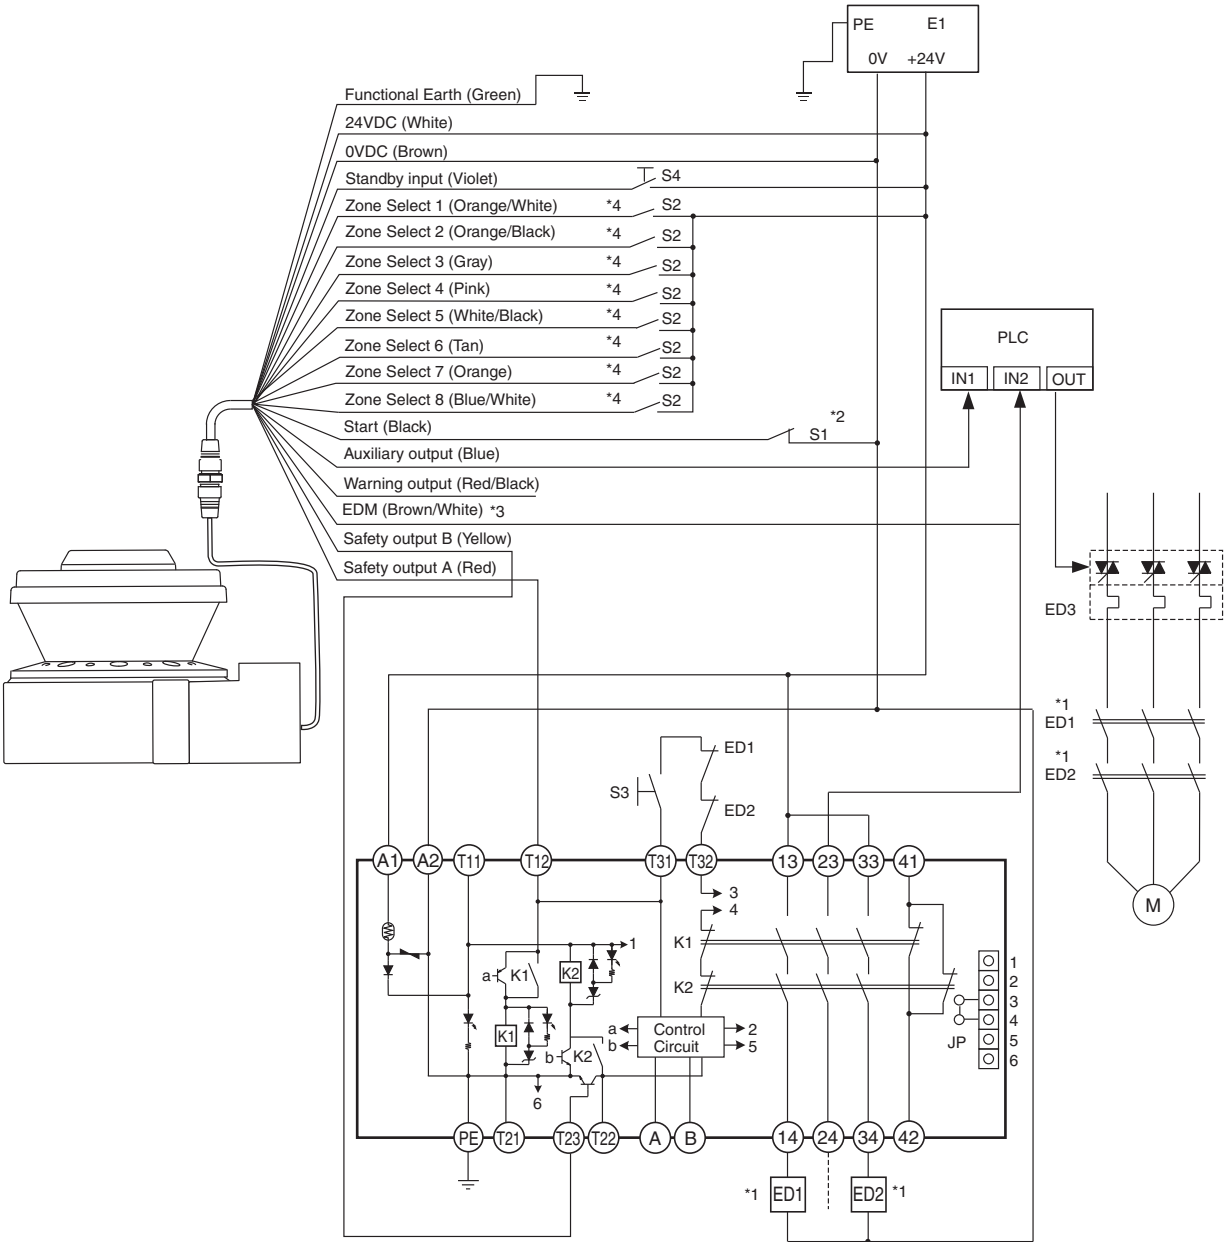 PE E1
0V +24V
Functional Earth (Green)
24VDC (White)
0VDC (Brown)
Standby input (Violet) S4
Zone Select 1 (Orange/White) *4 S2
Zone Select 2 (Orange/Black) *4 S2
Zone Select 3 (Gray) *4 S2
Zone Select 4 (Pink) *4 S2
Zone Select 5 (White/Black) *4 S2
Zone Select 6 (Tan) *4 S2
Zone Select 7 (Orange) *4 S2
Zone Select 8 (Blue/White) *4 S2
Start (Black) S1 *2
Auxiliary output (Blue)
Warning output (Red/Black)
EDM (Brown/White) *3
Safety output B (Yellow)
Safety output A (Red)
PLC
IN1 IN2 OUT
ED3
*1
ED1
*1
ED2
M
S3
ED1
ED2
A1 A2 T11 T12 T31 T32 13 23 33 41
3
4
1
K1
K2
a K1
K2
K1
b K2
6
a
b
Control
Circuit
2
5
JP
1
2
3
4
5
6
PE T21 T23 T22 A B 14 24 34 42
*1 ED1 ED2 *1